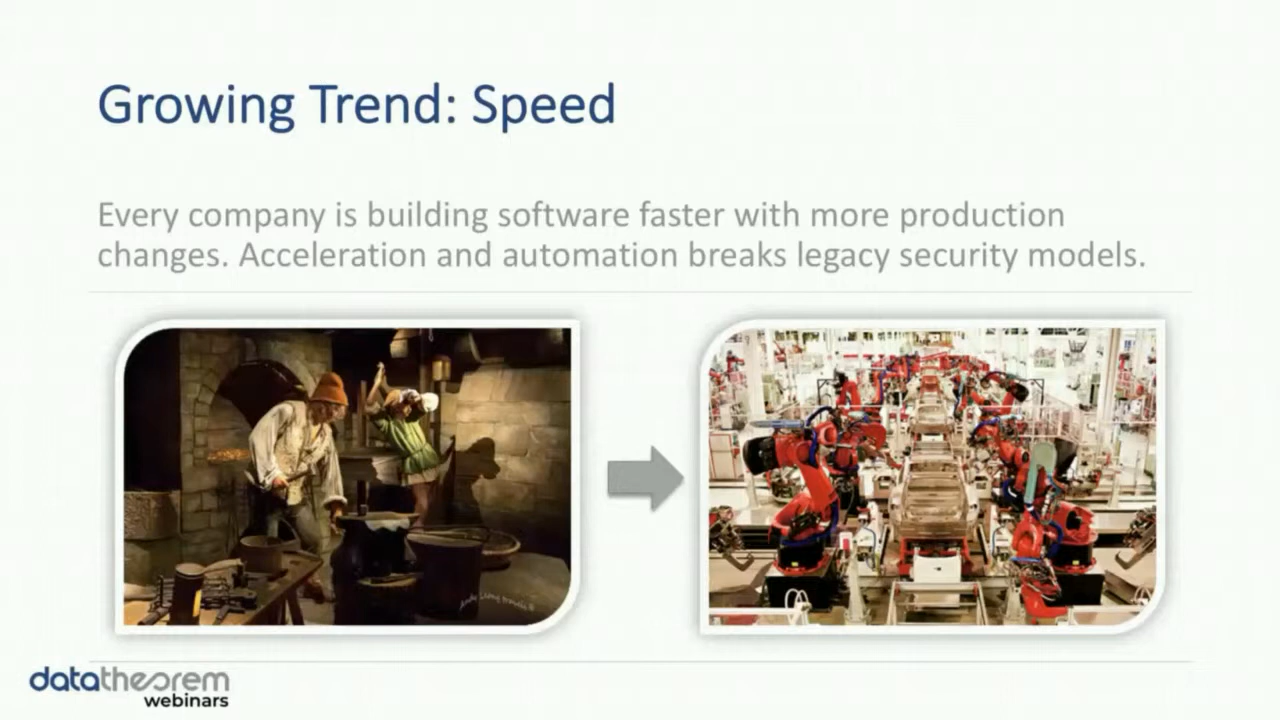 Growing Trend: Speed
Every company is building software faster with more production
changes. Acceleration and automation breaks legacy security models.
datatheorem
webinars